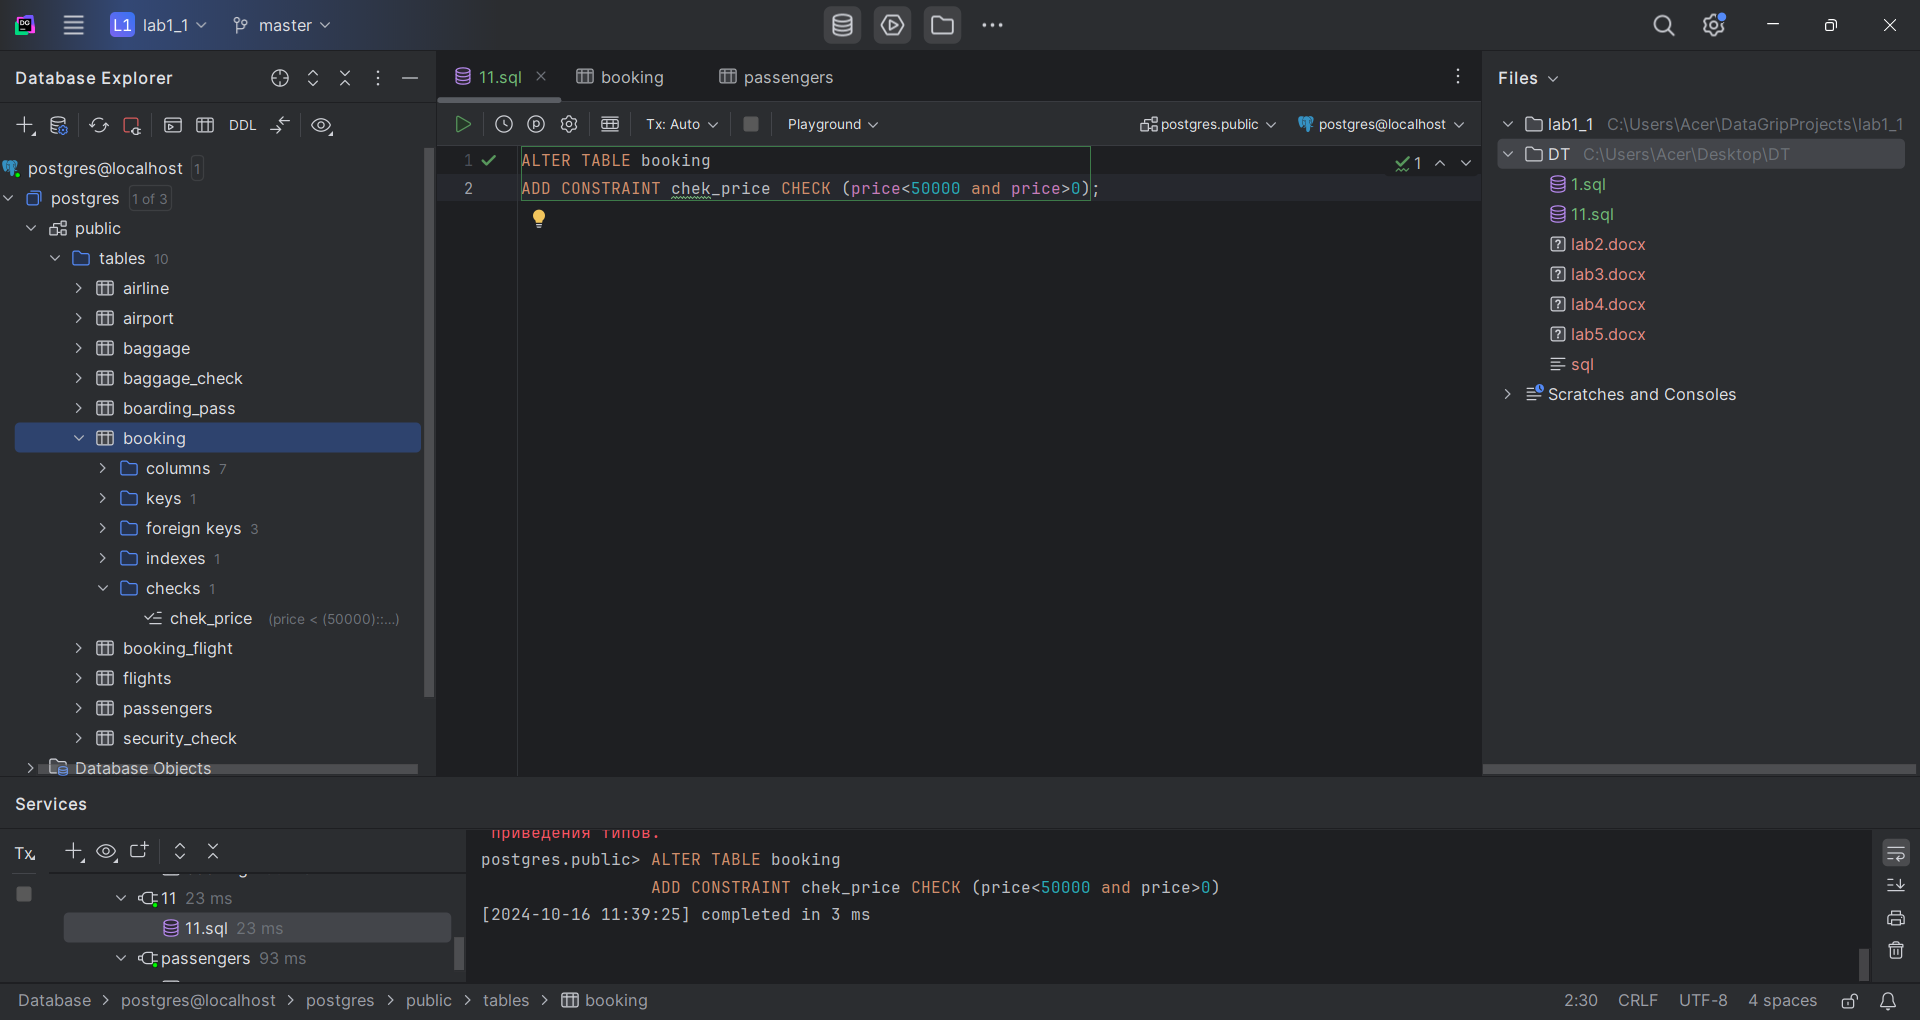 L1 lab1_1 master
Database Explorer
DDL
postgres@localhost 1
postgres 1 of 3
public
tables 10
airline
airport
baggage
baggage_check
boarding_pass
booking
columns 7
keys 1
foreign keys 3
indexes 1
checks 1
chek_price (price < (50000)::...)
booking_flight
flights
passengers
security_check
Database Objects
11.sql booking passengers
Tx: Auto Playground postgres.public postgres@localhost
1 ALTER TABLE booking
2 ADD CONSTRAINT chek_price CHECK (price<50000 and price>0);
1
Files
lab1_1 C:\Users\Acer\DataGripProjects\lab1_1
DT C:\Users\Acer\Desktop\DT
1.sql
11.sql
lab2.docx
lab3.docx
lab4.docx
lab5.docx
sql
Scratches and Consoles
Services
Tx
11 23 ms
11.sql 23 ms
passengers 93 ms
приведения типов.
postgres.public> ALTER TABLE booking
ADD CONSTRAINT chek_price CHECK (price<50000 and price>0)
[2024-10-16 11:39:25] completed in 3 ms
Database > postgres@localhost > postgres > public > tables > booking
2:30 CRLF UTF-8 4 spaces